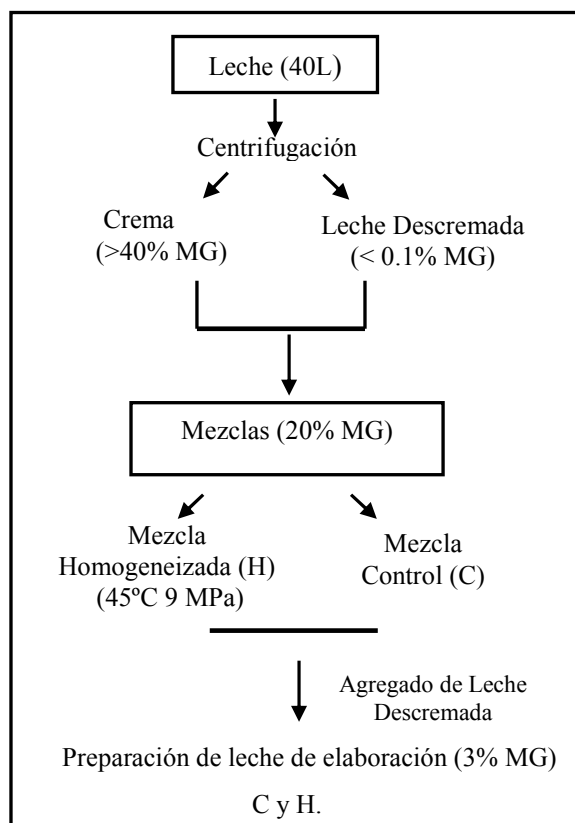 Leche (40L)
Centrifugación
Crema
(>40% MG)
Leche Descremada
(< 0.1% MG)
Mezclas (20% MG)
Mezcla
Homogeneizada (H)
(45ºC 9 MPa)
Mezcla
Control (C)
Agregado de Leche
Descremada
Preparación de leche de elaboración (3% MG)
C y H.